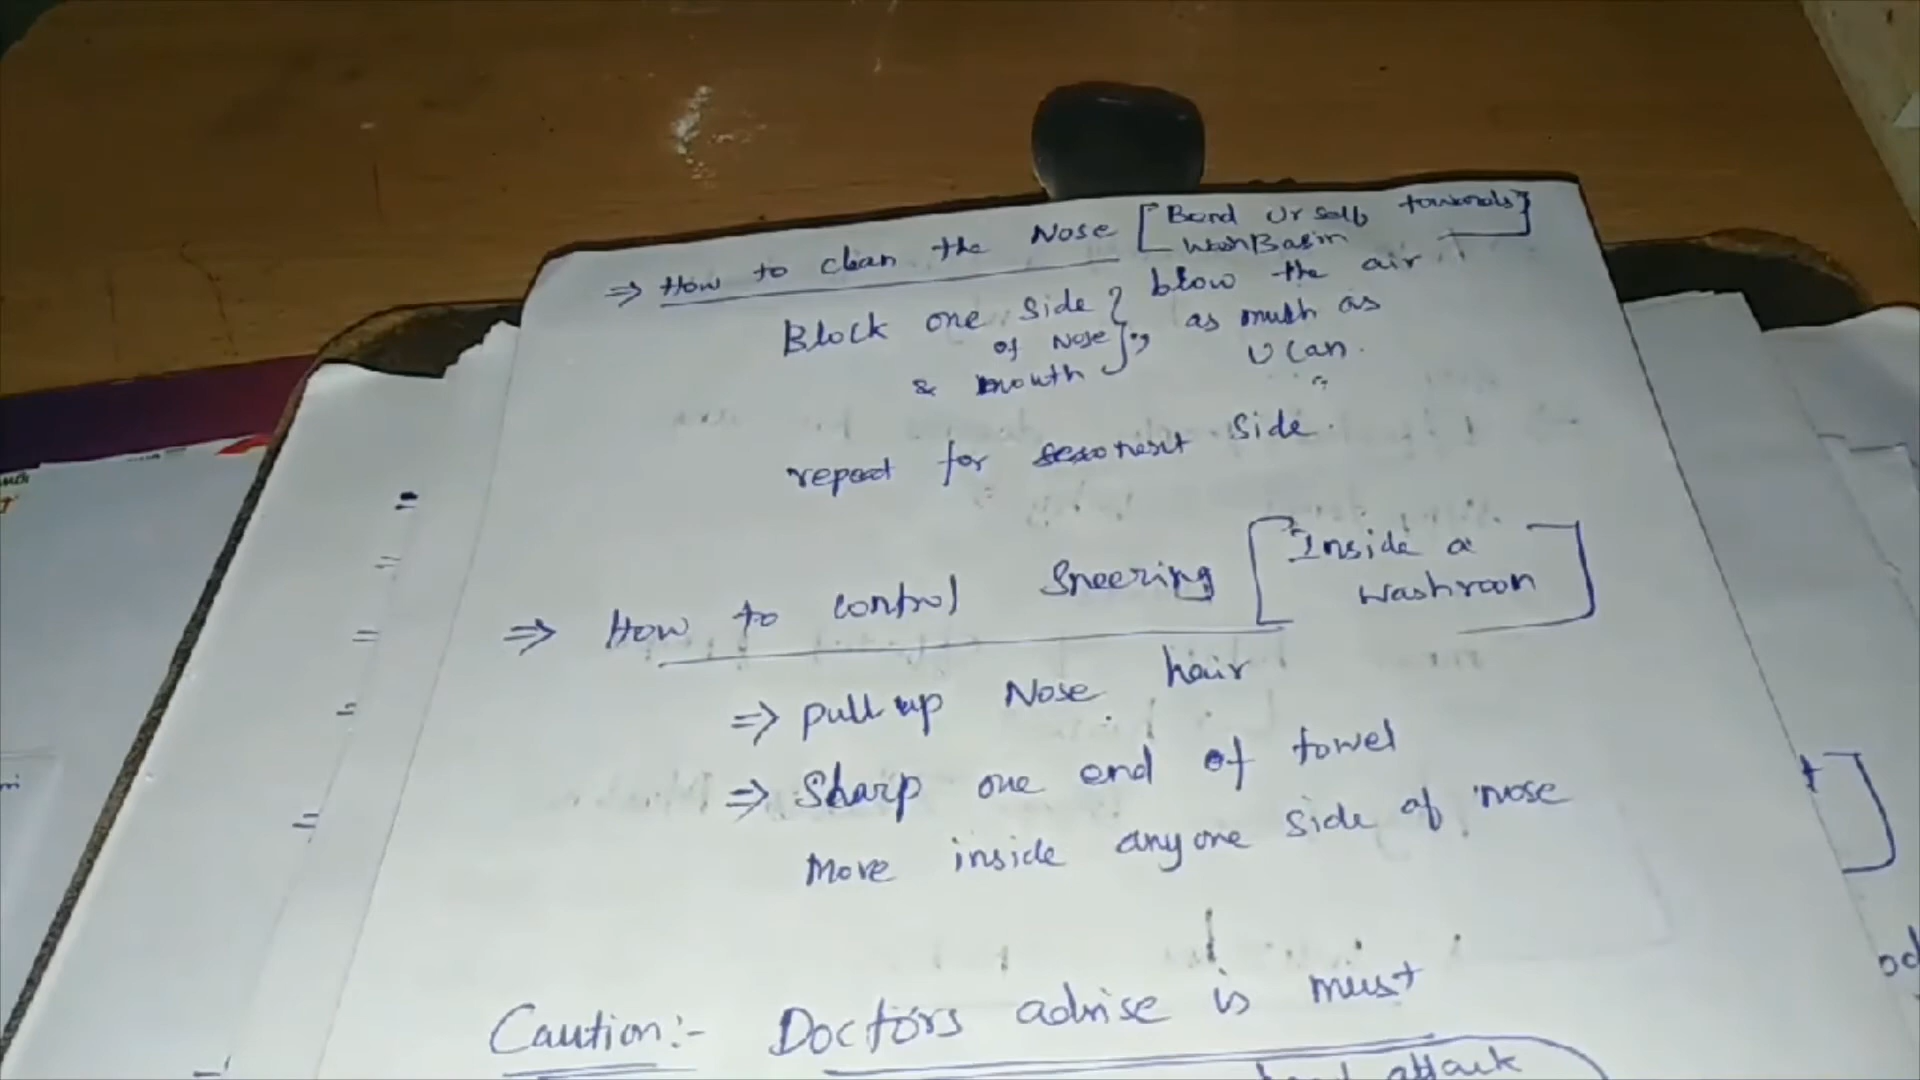 ⇒ How to clean the Nose [Bend Ur self towards
WashBasin]
Block one side } blow the air
of Nose }, as much as
& mouth U Can.
repeat for next side.
⇒ How to control Sneezing [Inside a
Washroom]
⇒ Pull up Nose hair
⇒ Sharp one end of towel
Move inside any one side of nose
Caution:- Doctors advise is must
attack